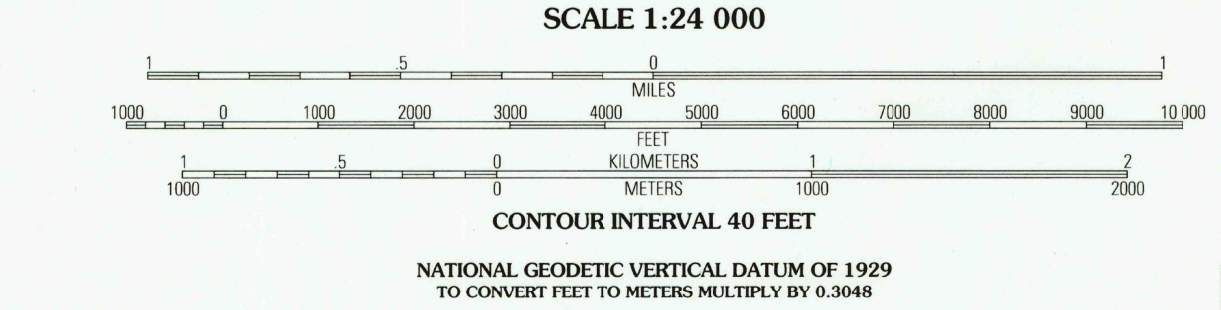 SCALE 1:24 000
1 .5 0 1
MILES
1000 0 1000 2000 3000 4000 5000 6000 7000 8000 9000 10 000
FEET
1 .5 0 KILOMETERS 1 2
1000 0 METERS 1000 2000
CONTOUR INTERVAL 40 FEET
NATIONAL GEODETIC VERTICAL DATUM OF 1929
TO CONVERT FEET TO METERS MULTIPLY BY 0.3048